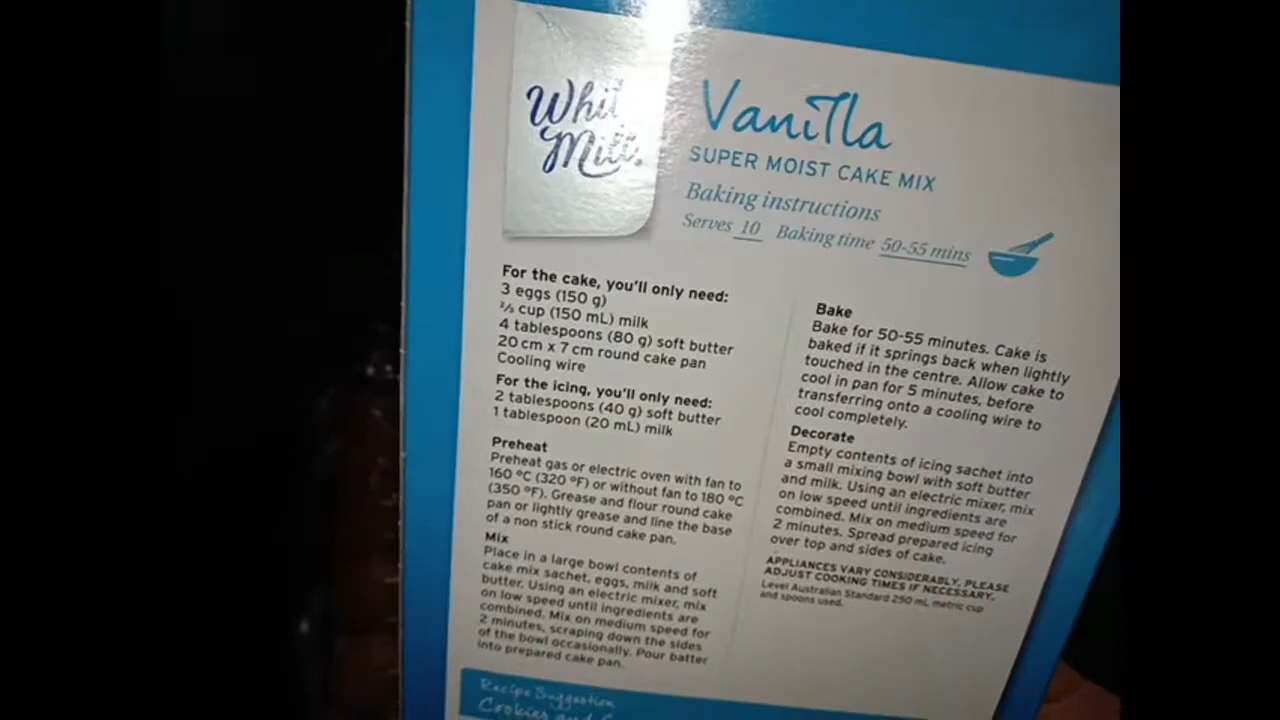 Whit
Mill.
Vanilla
SUPER MOIST CAKE MIX
Baking instructions
Serves 10 Baking time 50-55 mins
For the cake, you'll only need:
3 eggs (150 g)
⅔ cup (150 mL) milk
4 tablespoons (80 g) soft butter
20 cm x 7 cm round cake pan
Cooling wire
For the icing, you'll only need:
2 tablespoons (40 g) soft butter
1 tablespoon (20 mL) milk
Preheat
Preheat gas or electric oven with fan to
160 °C (320 °F) or without fan to 180 °C
(350 °F). Grease and flour round cake
pan or lightly grease and line the base
of a non stick round cake pan.
Mix
Place in a large bowl contents of
cake mix sachet, eggs, milk and soft
butter. Using an electric mixer, mix
on low speed until ingredients are
combined. Mix on medium speed for
2 minutes, scraping down the sides
of the bowl occasionally. Pour batter
into prepared cake pan.
Bake
Bake for 50-55 minutes. Cake is
baked if it springs back when lightly
touched in the centre. Allow cake to
cool in pan for 5 minutes, before
transferring onto a cooling wire to
cool completely.
Decorate
Empty contents of icing sachet into
a small mixing bowl with soft butter
and milk. Using an electric mixer, mix
on low speed until ingredients are
combined. Mix on medium speed for
2 minutes. Spread prepared icing
over top and sides of cake.
APPLIANCES VARY CONSIDERABLY, PLEASE
ADJUST COOKING TIMES IF NECESSARY.
Level Australian Standard 250 mL metric cup
and spoons used.
Recipe Suggestion
Cookies and